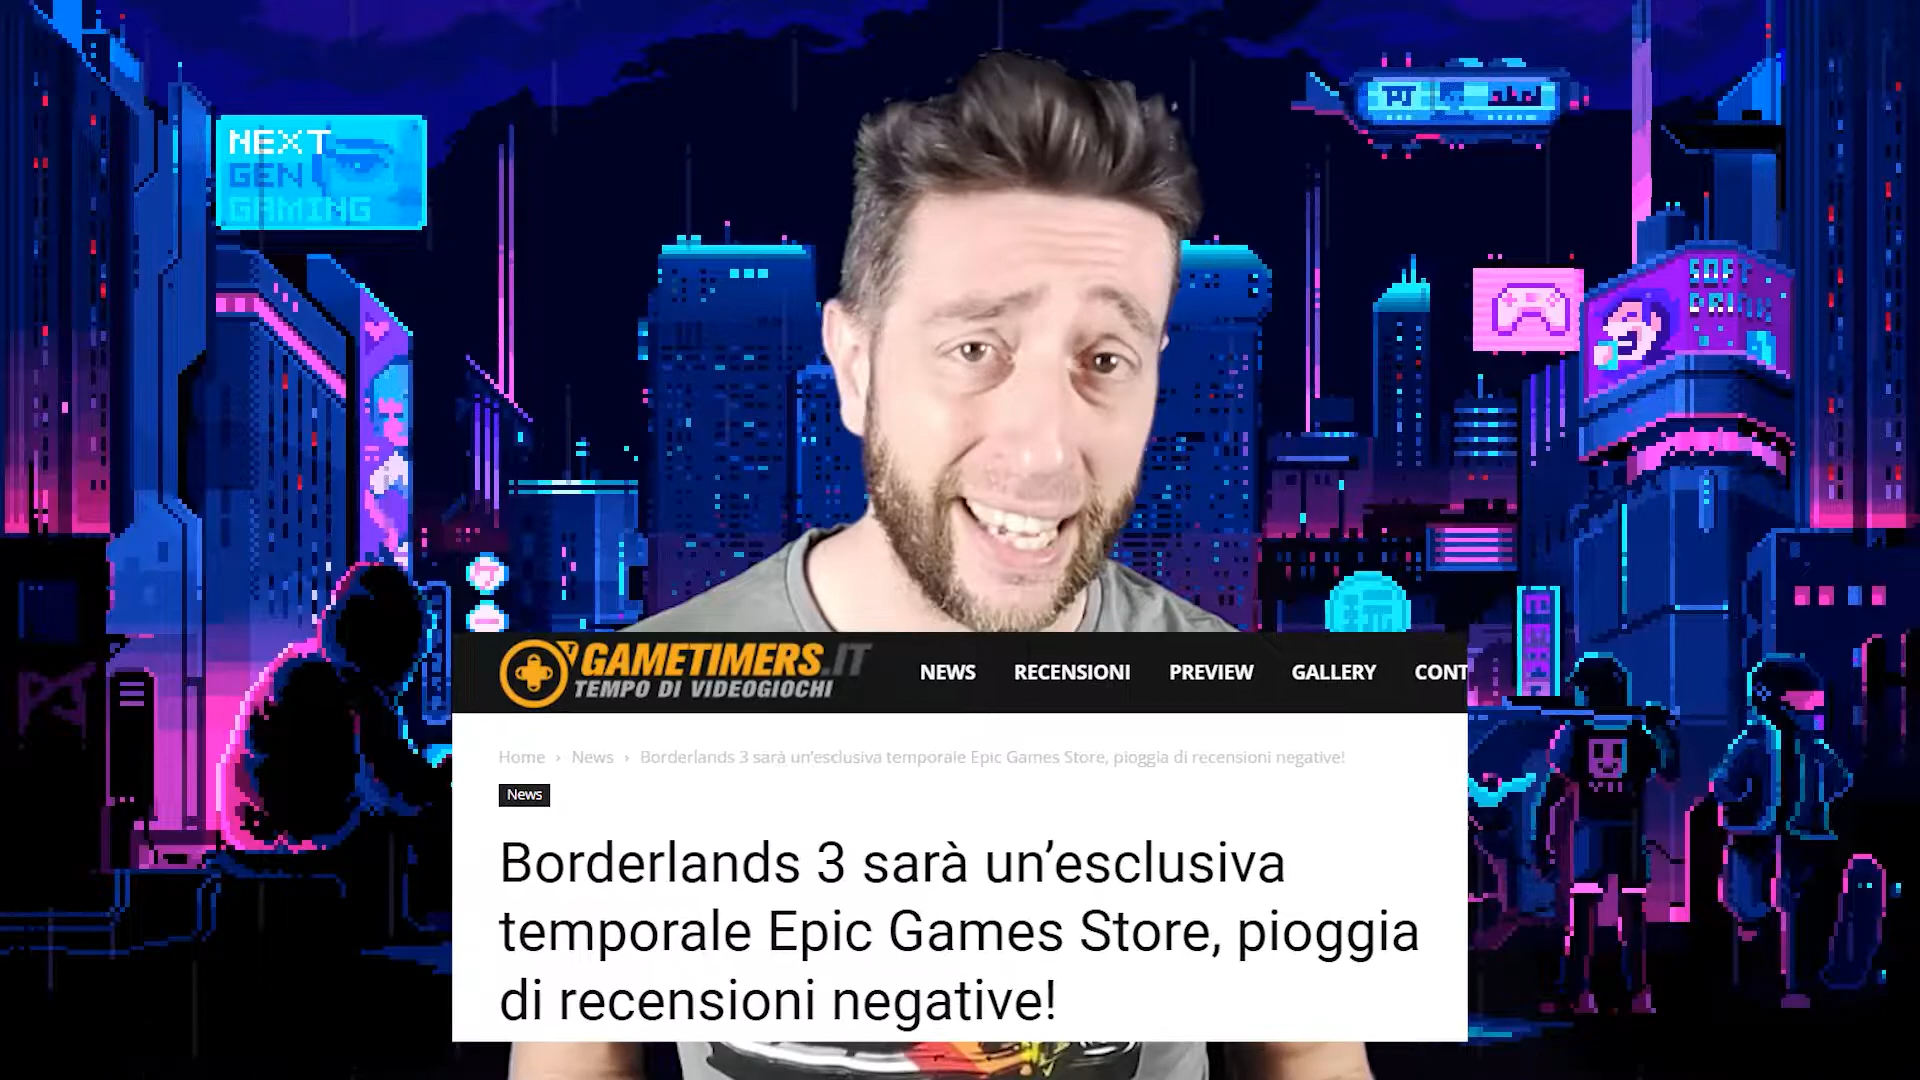 NEXT
GEN
GAMING
SOFT
DRINK
GAMETIMERS.IT
TEMPO DI VIDEOGIOCHI
NEWS RECENSIONI PREVIEW GALLERY CONT
Home › News › Borderlands 3 sarà un'esclusiva temporale Epic Games Store, pioggia di recensioni negative!
News
Borderlands 3 sarà un’esclusiva
temporale Epic Games Store, pioggia
di recensioni negative!